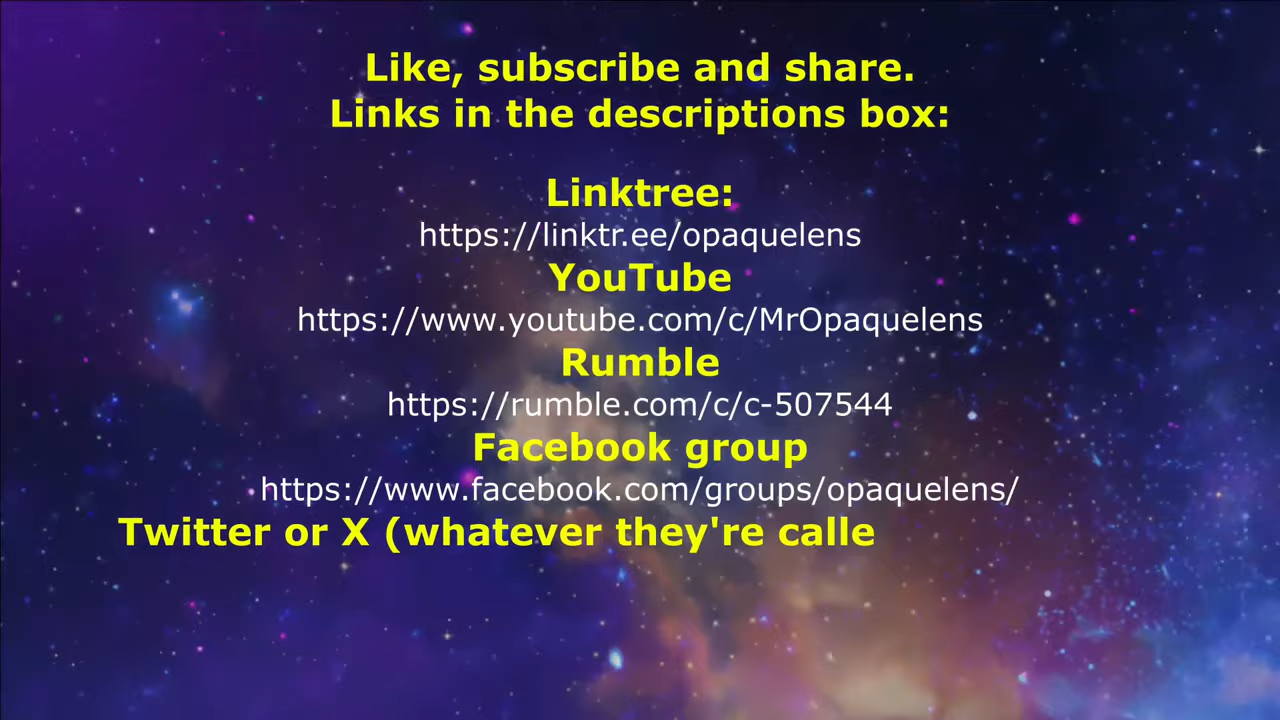 Like, subscribe and share.
Links in the descriptions box:
Linktree:
https://linktr.ee/opaquelens
YouTube
https://www.youtube.com/c/MrOpaquelens
Rumble
https://rumble.com/c/c-507544
Facebook group
https://www.facebook.com/groups/opaquelens/
Twitter or X (whatever they're calle